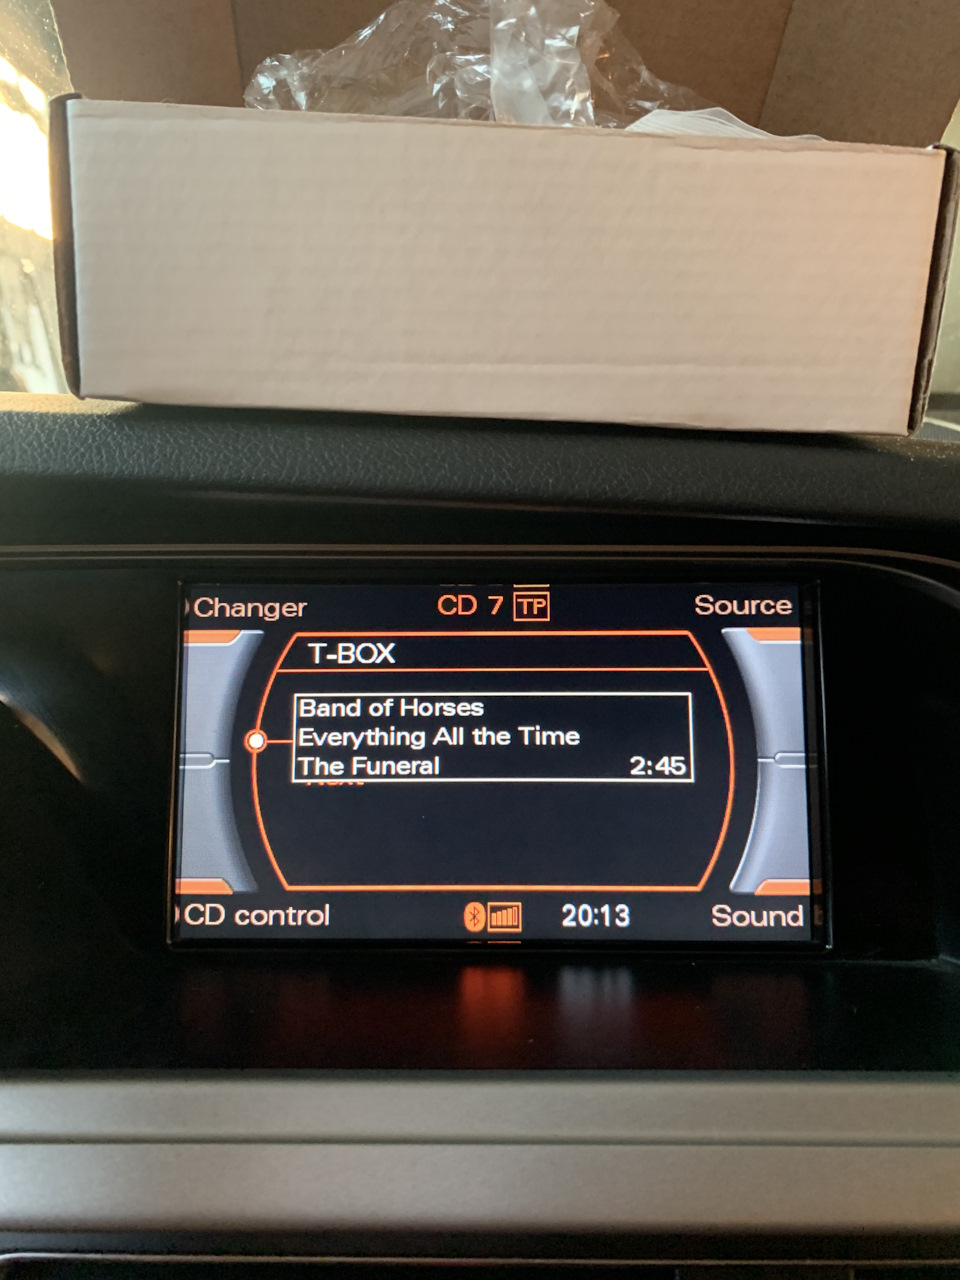 Changer
CD 7 TP
Source
T-BOX
Band of Horses
Everything All the Time
The Funeral 2:45
CD control
20:13
Sound